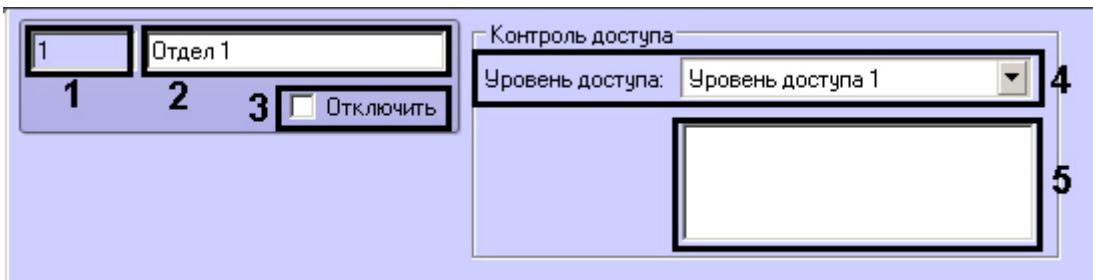 1
Отдел 1
1
2
3
Отключить
Контроль доступа
Уровень доступа:
Уровень доступа 1
4
5